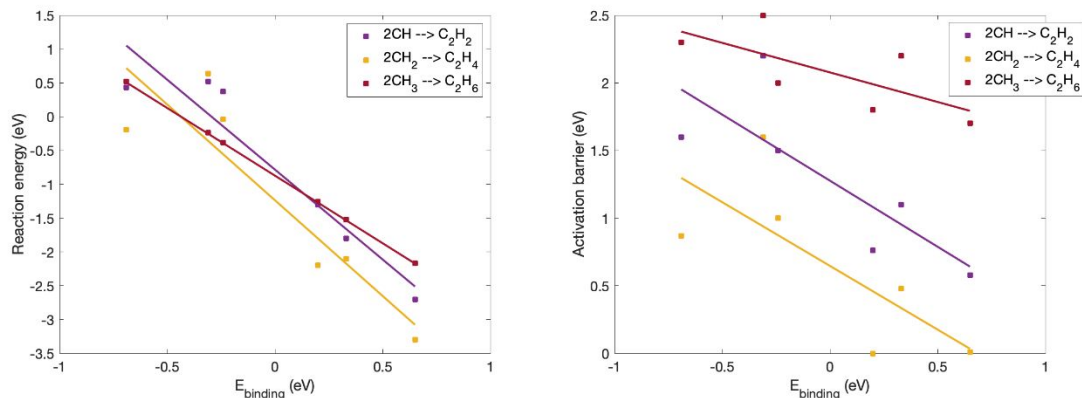 2CH --> C₂H₂
2CH₂ --> C₂H₄
2CH₃ --> C₂H₆
Reaction energy (eV)
1.5
1
0.5
0
-0.5
-1
-1.5
-2
-2.5
-3
-3.5
-1
-0.5
0
0.5
1
E_binding (eV)
2CH --> C₂H₂
2CH₂ --> C₂H₄
2CH₃ --> C₂H₆
Activation barrier (eV)
2.5
2
1.5
1
0.5
0
-1
-0.5
0
0.5
1
E_binding (eV)